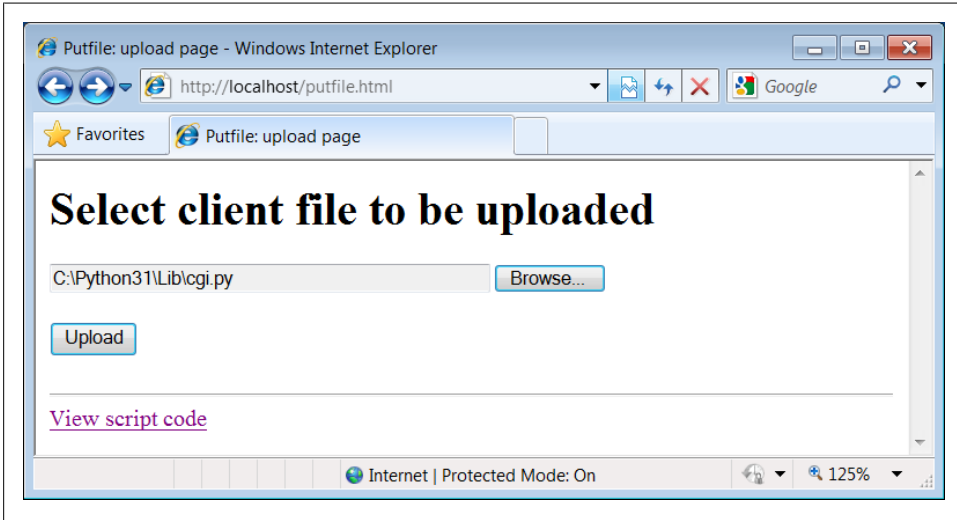 Putfile: upload page - Windows Internet Explorer
http://localhost/putfile.html
Google
Favorites
Putfile: upload page
Select client file to be uploaded
C:\Python31\Lib\cgi.py
Browse...
Upload
View script code
Internet | Protected Mode: On
125%